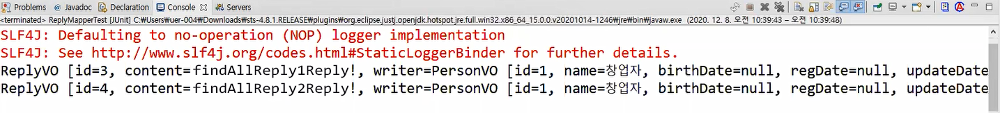 Problems @ Javadoc Declaration Console Servers
<terminated> ReplyMapperTest [JUnit] C:₩Users₩uer-004₩Downloads₩sts-4.8.1.RELEASE₩plugins₩org.eclipse.justj.openjdk.hotspot.jre.full.win32.x86_64_15.0.0.v20201014-1246₩jre₩bin₩javaw.exe (2020. 12. 8. 오전 10:39:43 – 오전 10:39:48)
SLF4J: Defaulting to no-operation (NOP) logger implementation
SLF4J: See http://www.slf4j.org/codes.html#StaticLoggerBinder for further details.
ReplyVO [id=3, content=findAllReply1Reply!, writer=PersonVO [id=1, name=창업자, birthDate=null, regDate=null, updateDate
ReplyVO [id=4, content=findAllReply2Reply!, writer=PersonVO [id=1, name=창업자, birthDate=null, regDate=null, updateDate